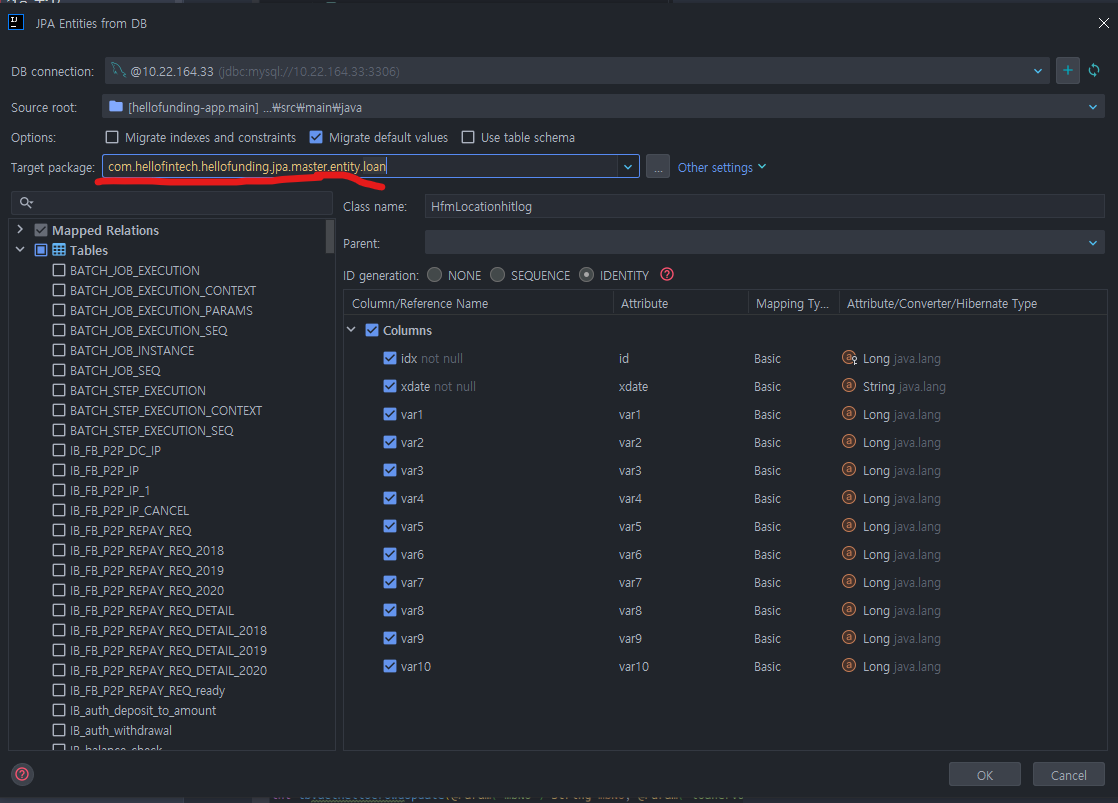 JPA Entities from DB
DB connection: @10.22.164.33 (jdbc:mysql://10.22.164.33:3306)
Source root: [hellofunding-app.main] ...₩src₩main₩java
Options: Migrate indexes and constraints Migrate default values Use table schema
Target package: com.hellofintech.hellofunding.jpa.master.entity.loan ... Other settings
Class name: HfmLocationhitlog
Mapped Relations
Parent:
Tables
BATCH_JOB_EXECUTION
ID generation: NONE SEQUENCE IDENTITY
BATCH_JOB_EXECUTION_CONTEXT
BATCH_JOB_EXECUTION_PARAMS
BATCH_JOB_EXECUTION_SEQ
BATCH_JOB_INSTANCE
BATCH_JOB_SEQ
BATCH_STEP_EXECUTION
BATCH_STEP_EXECUTION_CONTEXT
BATCH_STEP_EXECUTION_SEQ
IB_FB_P2P_DC_IP
IB_FB_P2P_IP
IB_FB_P2P_IP_1
IB_FB_P2P_IP_CANCEL
IB_FB_P2P_REPAY_REQ
IB_FB_P2P_REPAY_REQ_2018
IB_FB_P2P_REPAY_REQ_2019
IB_FB_P2P_REPAY_REQ_2020
IB_FB_P2P_REPAY_REQ_DETAIL
IB_FB_P2P_REPAY_REQ_DETAIL_2018
IB_FB_P2P_REPAY_REQ_DETAIL_2019
IB_FB_P2P_REPAY_REQ_DETAIL_2020
IB_FB_P2P_REPAY_REQ_ready
IB_auth_deposit_to_amount
IB_auth_withdrawal
IB_balance_check
Column/Reference Name Attribute Mapping Ty... Attribute/Converter/Hibernate Type
Columns
idx not null id Basic Long java.lang
xdate not null xdate Basic String java.lang
var1 var1 Basic Long java.lang
var2 var2 Basic Long java.lang
var3 var3 Basic Long java.lang
var4 var4 Basic Long java.lang
var5 var5 Basic Long java.lang
var6 var6 Basic Long java.lang
var7 var7 Basic Long java.lang
var8 var8 Basic Long java.lang
var9 var9 Basic Long java.lang
var10 var10 Basic Long java.lang
OK Cancel